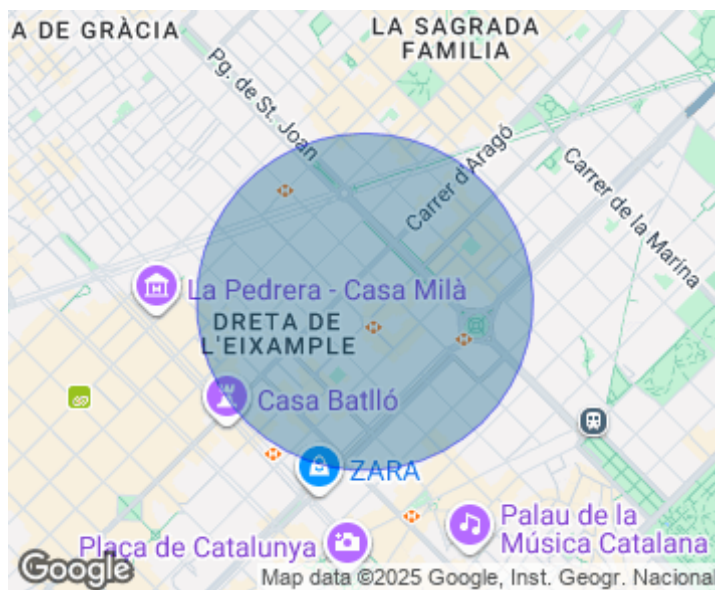 A DE GRÀCIA
LA SAGRADA
FAMILIA
Pg. de St. Joan
Carrer d'Aragó
Carrer de la Marina
La Pedrera - Casa Milà
DRETA DE
L'EIXAMPLE
Casa Batlló
ZARA
Plaça de Catalunya
Palau de la
Música Catalana
Google
Map data ©2025 Google, Inst. Geogr. Nacional